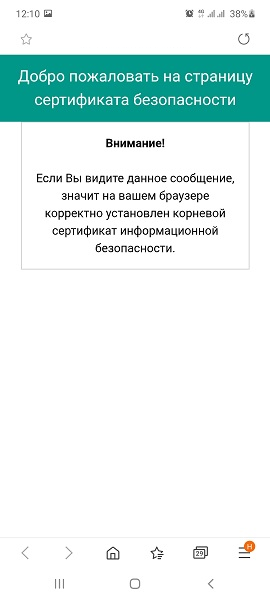 12:10
4G
38%
Добро пожаловать на страницу
сертификата безопасности
Внимание!
Если Вы видите данное сообщение,
значит на вашем браузере
корректно установлен корневой
сертификат информационной
безопасности.
29
Н